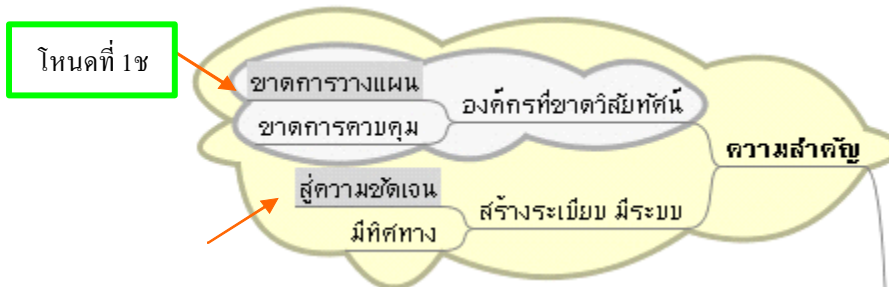 โหนดที่ 1ช
ขาดการวางแผน
องค์กรที่ขาดวิสัยทัศน์
ขาดการควบคุม
ความสำคัญ
สู่ความชัดเจน
สร้างระเบียบ มีระบบ
มีทิศทาง